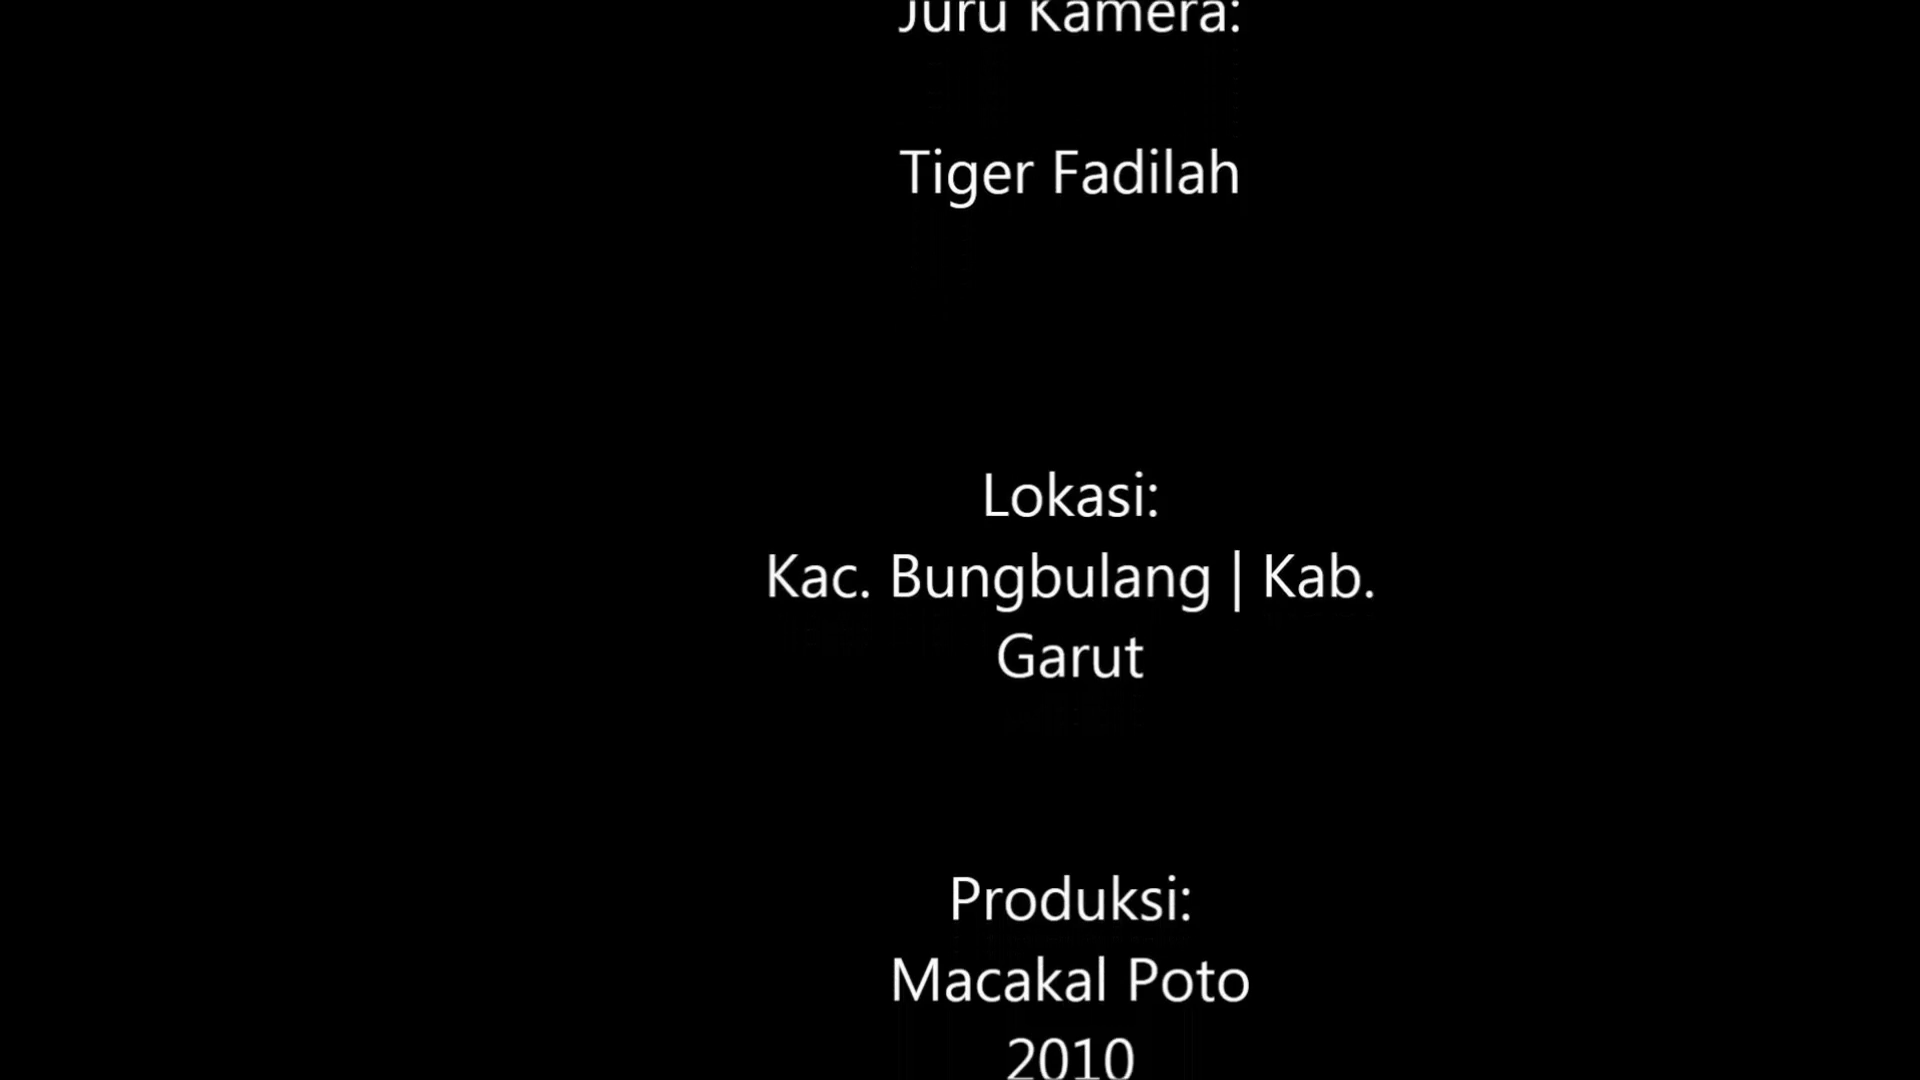 Juru Kamera:
Tiger Fadilah
Lokasi:
Kac. Bungbulang | Kab.
Garut
Produksi:
Macakal Poto
2010